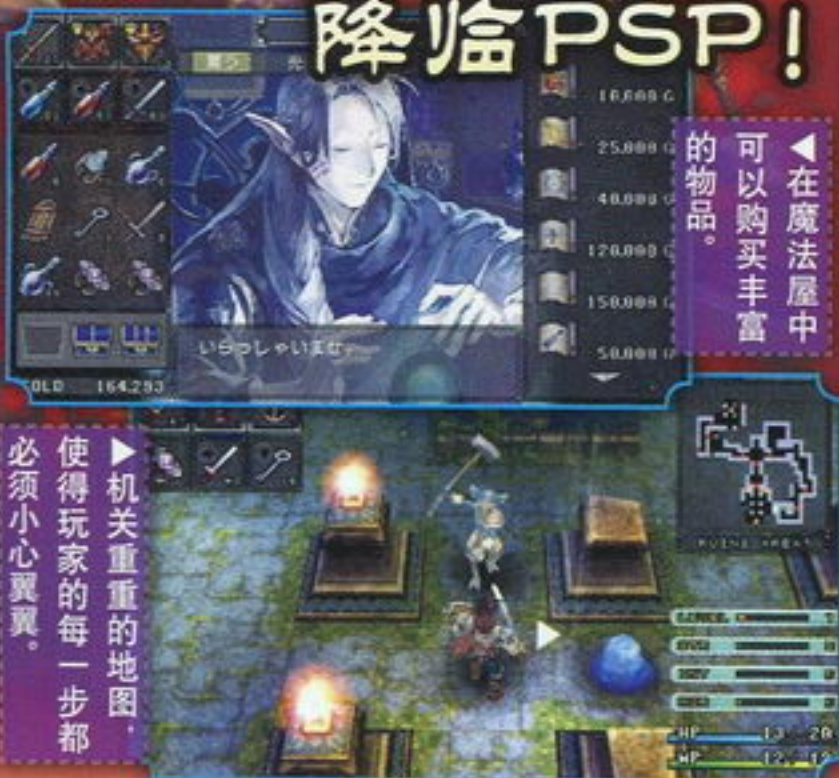 降临PSP！
買う
16,000 G
25,000 G
40,000 G
120,000 G
150,000 G
50,000 G
いらっしゃいませ。
GOLD 164,293
◀在魔法屋中
可以购买丰富
的物品。
▶机关重重的地图，
使得玩家的每一步都
必须小心翼翼。
HP 13 20
MP 12